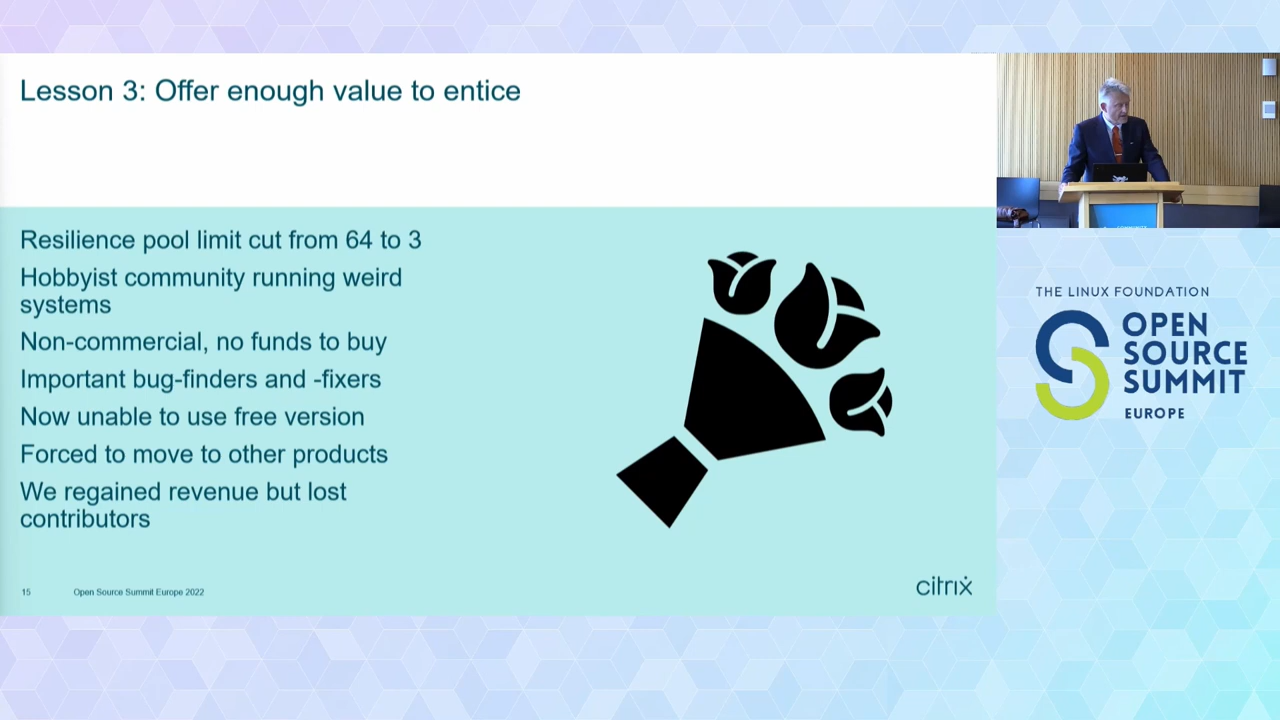 Lesson 3: Offer enough value to entice
Resilience pool limit cut from 64 to 3
Hobbyist community running weird
systems
Non-commercial, no funds to buy
Important bug-finders and -fixers
Now unable to use free version
Forced to move to other products
We regained revenue but lost
contributors
15
Open Source Summit Europe 2022
citrix
THE LINUX FOUNDATION
OPEN
SOURCE
SUMMIT
EUROPE